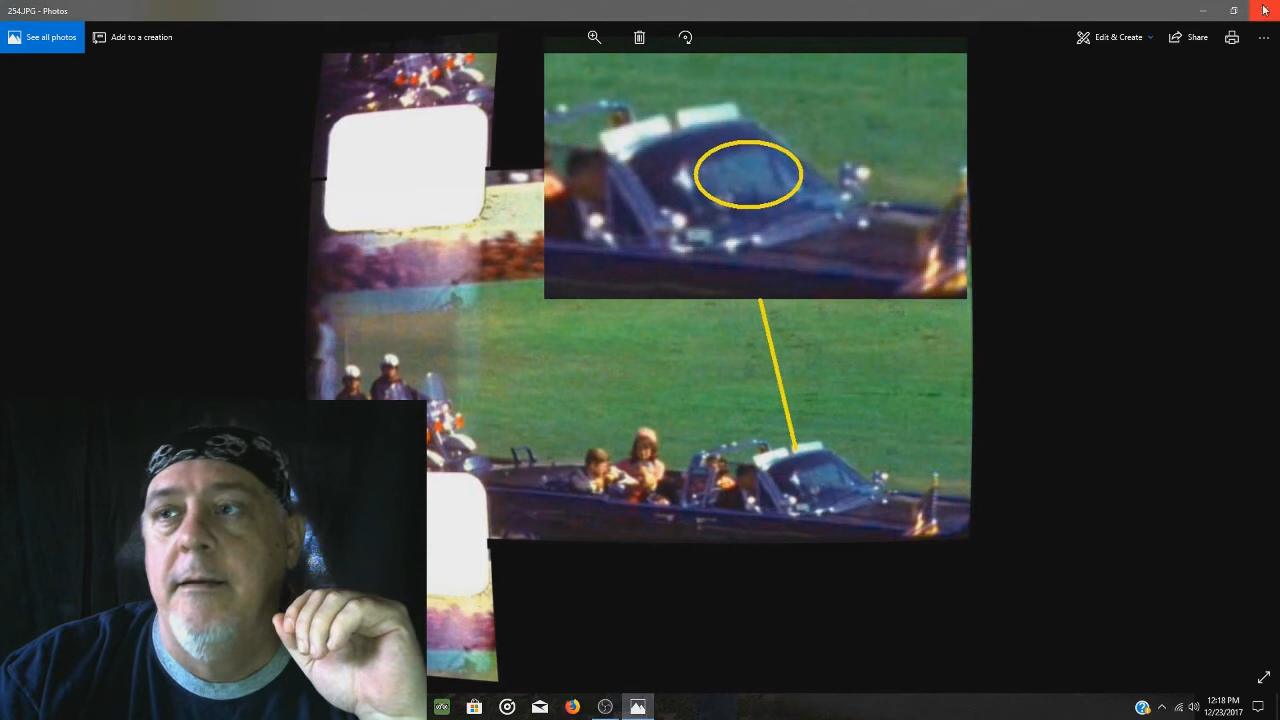 254.JPG - Photos
See all photos
Add to a creation
Edit & Create
Share
12:18 PM
12/23/2017